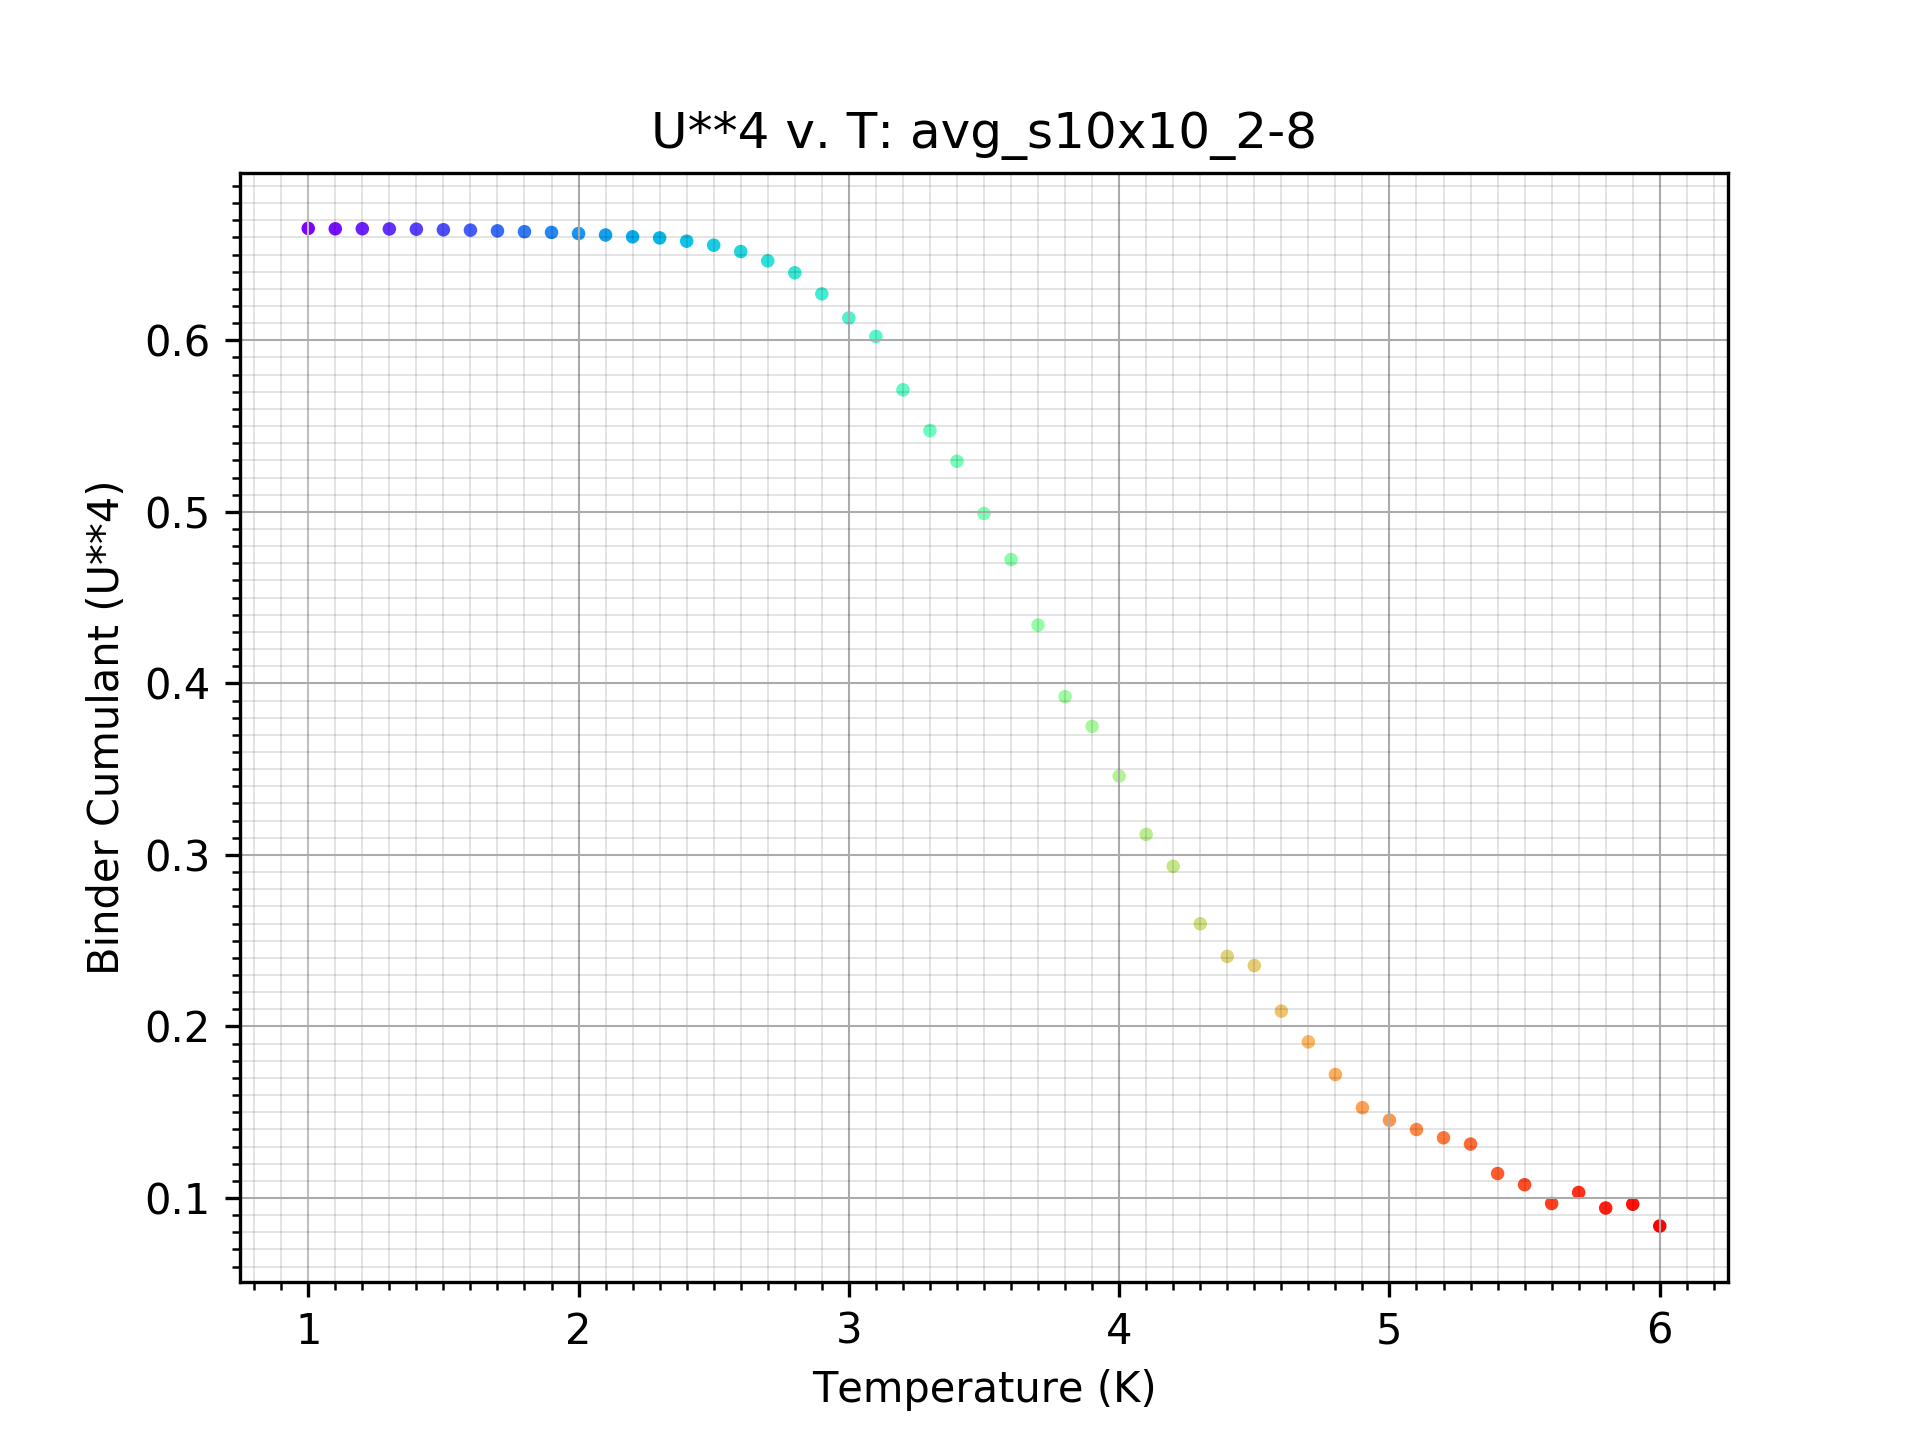 U**4 v. T: avg_s10x10_2-8
Binder Cumulant (U**4)
0.6
0.5
0.4
0.3
0.2
0.1
1 2 3 4 5 6
Temperature (K)